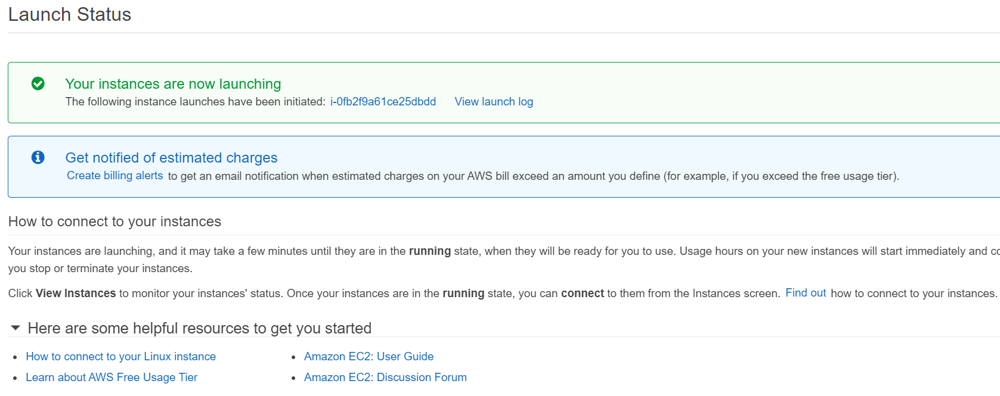 Launch Status
Your instances are now launching
The following instance launches have been initiated: i-0fb2f9a61ce25dbdd View launch log
Get notified of estimated charges
Create billing alerts to get an email notification when estimated charges on your AWS bill exceed an amount you define (for example, if you exceed the free usage tier).
How to connect to your instances
Your instances are launching, and it may take a few minutes until they are in the running state, when they will be ready for you to use. Usage hours on your new instances will start immediately and
you stop or terminate your instances.
Click View Instances to monitor your instances' status. Once your instances are in the running state, you can connect to them from the Instances screen. Find out how to connect to your instances.
Here are some helpful resources to get you started
How to connect to your Linux instance
Learn about AWS Free Usage Tier
Amazon EC2: User Guide
Amazon EC2: Discussion Forum